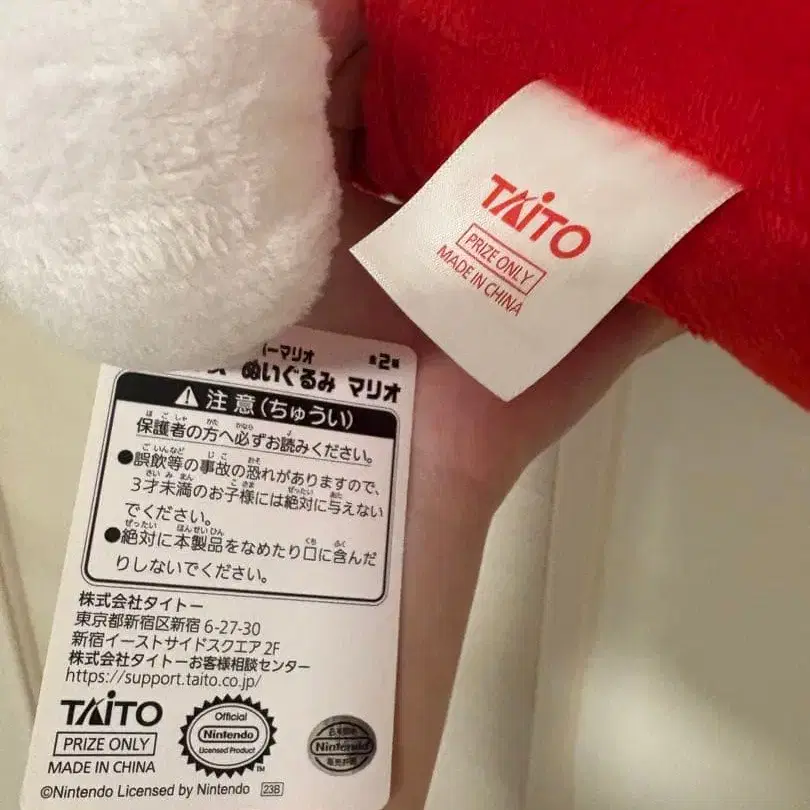 TAITO
PRIZE ONLY
MADE IN CHINA
ーマリオ 全2種
ぬいぐるみ マリオ
注意(ちゅうい)
保護者の方へ必ずお読みください。
●誤飲等の事故の恐れがありますので、
3才未満のお子様には絶対に与えない
でください。
●絶対に本製品をなめたり口に含んだ
りしないでください。
株式会社タイトー
東京都新宿区新宿 6-27-30
新宿イーストサイドスクエア 2F
株式会社タイトーお客様相談センター
https://support.taito.co.jp/
TAITO
PRIZE ONLY
MADE IN CHINA
Official
Nintendo
Licensed Product
TM
Nintendo
©Nintendo Licensed by Nintendo 23B